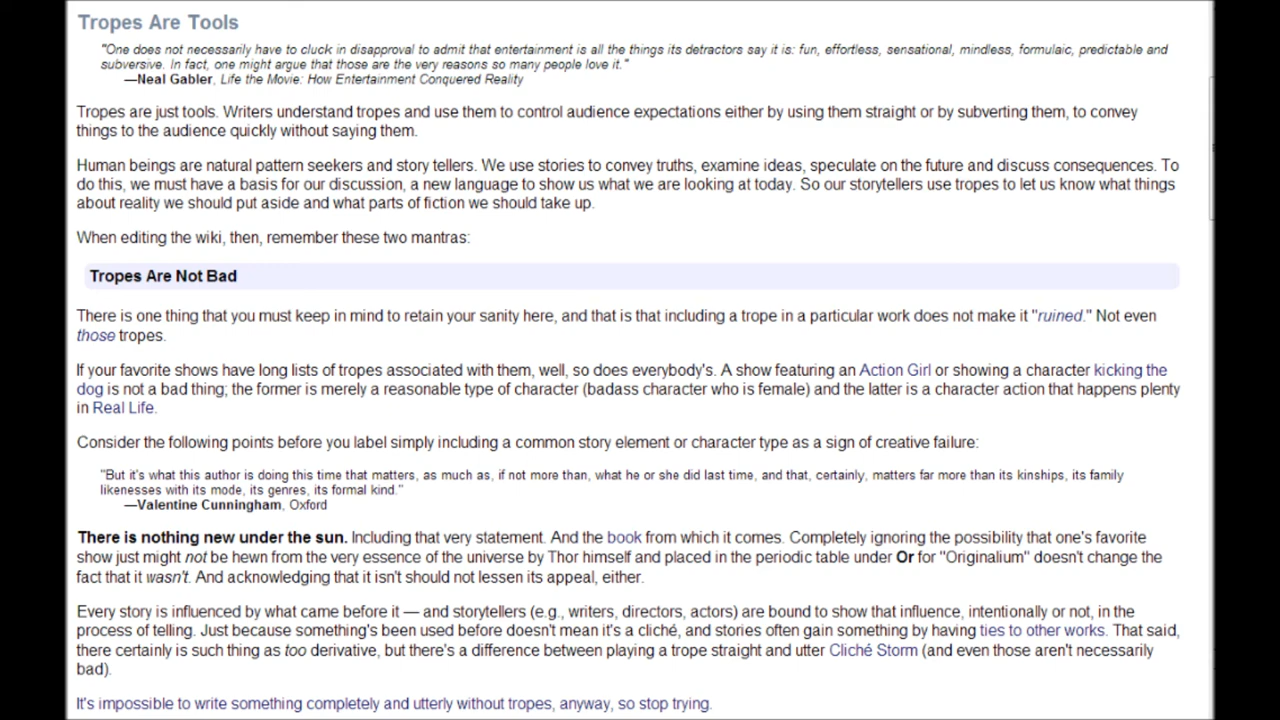 Tropes Are Tools
"One does not necessarily have to cluck in disapproval to admit that entertainment is all the things its detractors say it is: fun, effortless, sensational, mindless, formulaic, predictable and
subversive. In fact, one might argue that those are the very reasons so many people love it."
—Neal Gabler, Life the Movie: How Entertainment Conquered Reality
Tropes are just tools. Writers understand tropes and use them to control audience expectations either by using them straight or by subverting them, to convey
things to the audience quickly without saying them.
Human beings are natural pattern seekers and story tellers. We use stories to convey truths, examine ideas, speculate on the future and discuss consequences. To
do this, we must have a basis for our discussion, a new language to show us what we are looking at today. So our storytellers use tropes to let us know what things
about reality we should put aside and what parts of fiction we should take up.
When editing the wiki, then, remember these two mantras:
Tropes Are Not Bad
There is one thing that you must keep in mind to retain your sanity here, and that is that including a trope in a particular work does not make it "ruined." Not even
those tropes.
If your favorite shows have long lists of tropes associated with them, well, so does everybody's. A show featuring an Action Girl or showing a character kicking the
dog is not a bad thing; the former is merely a reasonable type of character (badass character who is female) and the latter is a character action that happens plenty
in Real Life.
Consider the following points before you label simply including a common story element or character type as a sign of creative failure:
"But it's what this author is doing this time that matters, as much as, if not more than, what he or she did last time, and that, certainly, matters far more than its kinships, its family
likenesses with its mode, its genres, its formal kind."
—Valentine Cunningham, Oxford
There is nothing new under the sun. Including that very statement. And the book from which it comes. Completely ignoring the possibility that one's favorite
show just might not be hewn from the very essence of the universe by Thor himself and placed in the periodic table under Or for "Originalium" doesn't change the
fact that it wasn't. And acknowledging that it isn't should not lessen its appeal, either.
Every story is influenced by what came before it — and storytellers (e.g., writers, directors, actors) are bound to show that influence, intentionally or not, in the
process of telling. Just because something's been used before doesn't mean it's a cliché, and stories often gain something by having ties to other works. That said,
there certainly is such thing as too derivative, but there's a difference between playing a trope straight and utter Cliché Storm (and even those aren't necessarily
bad).
It's impossible to write something completely and utterly without tropes, anyway, so stop trying.